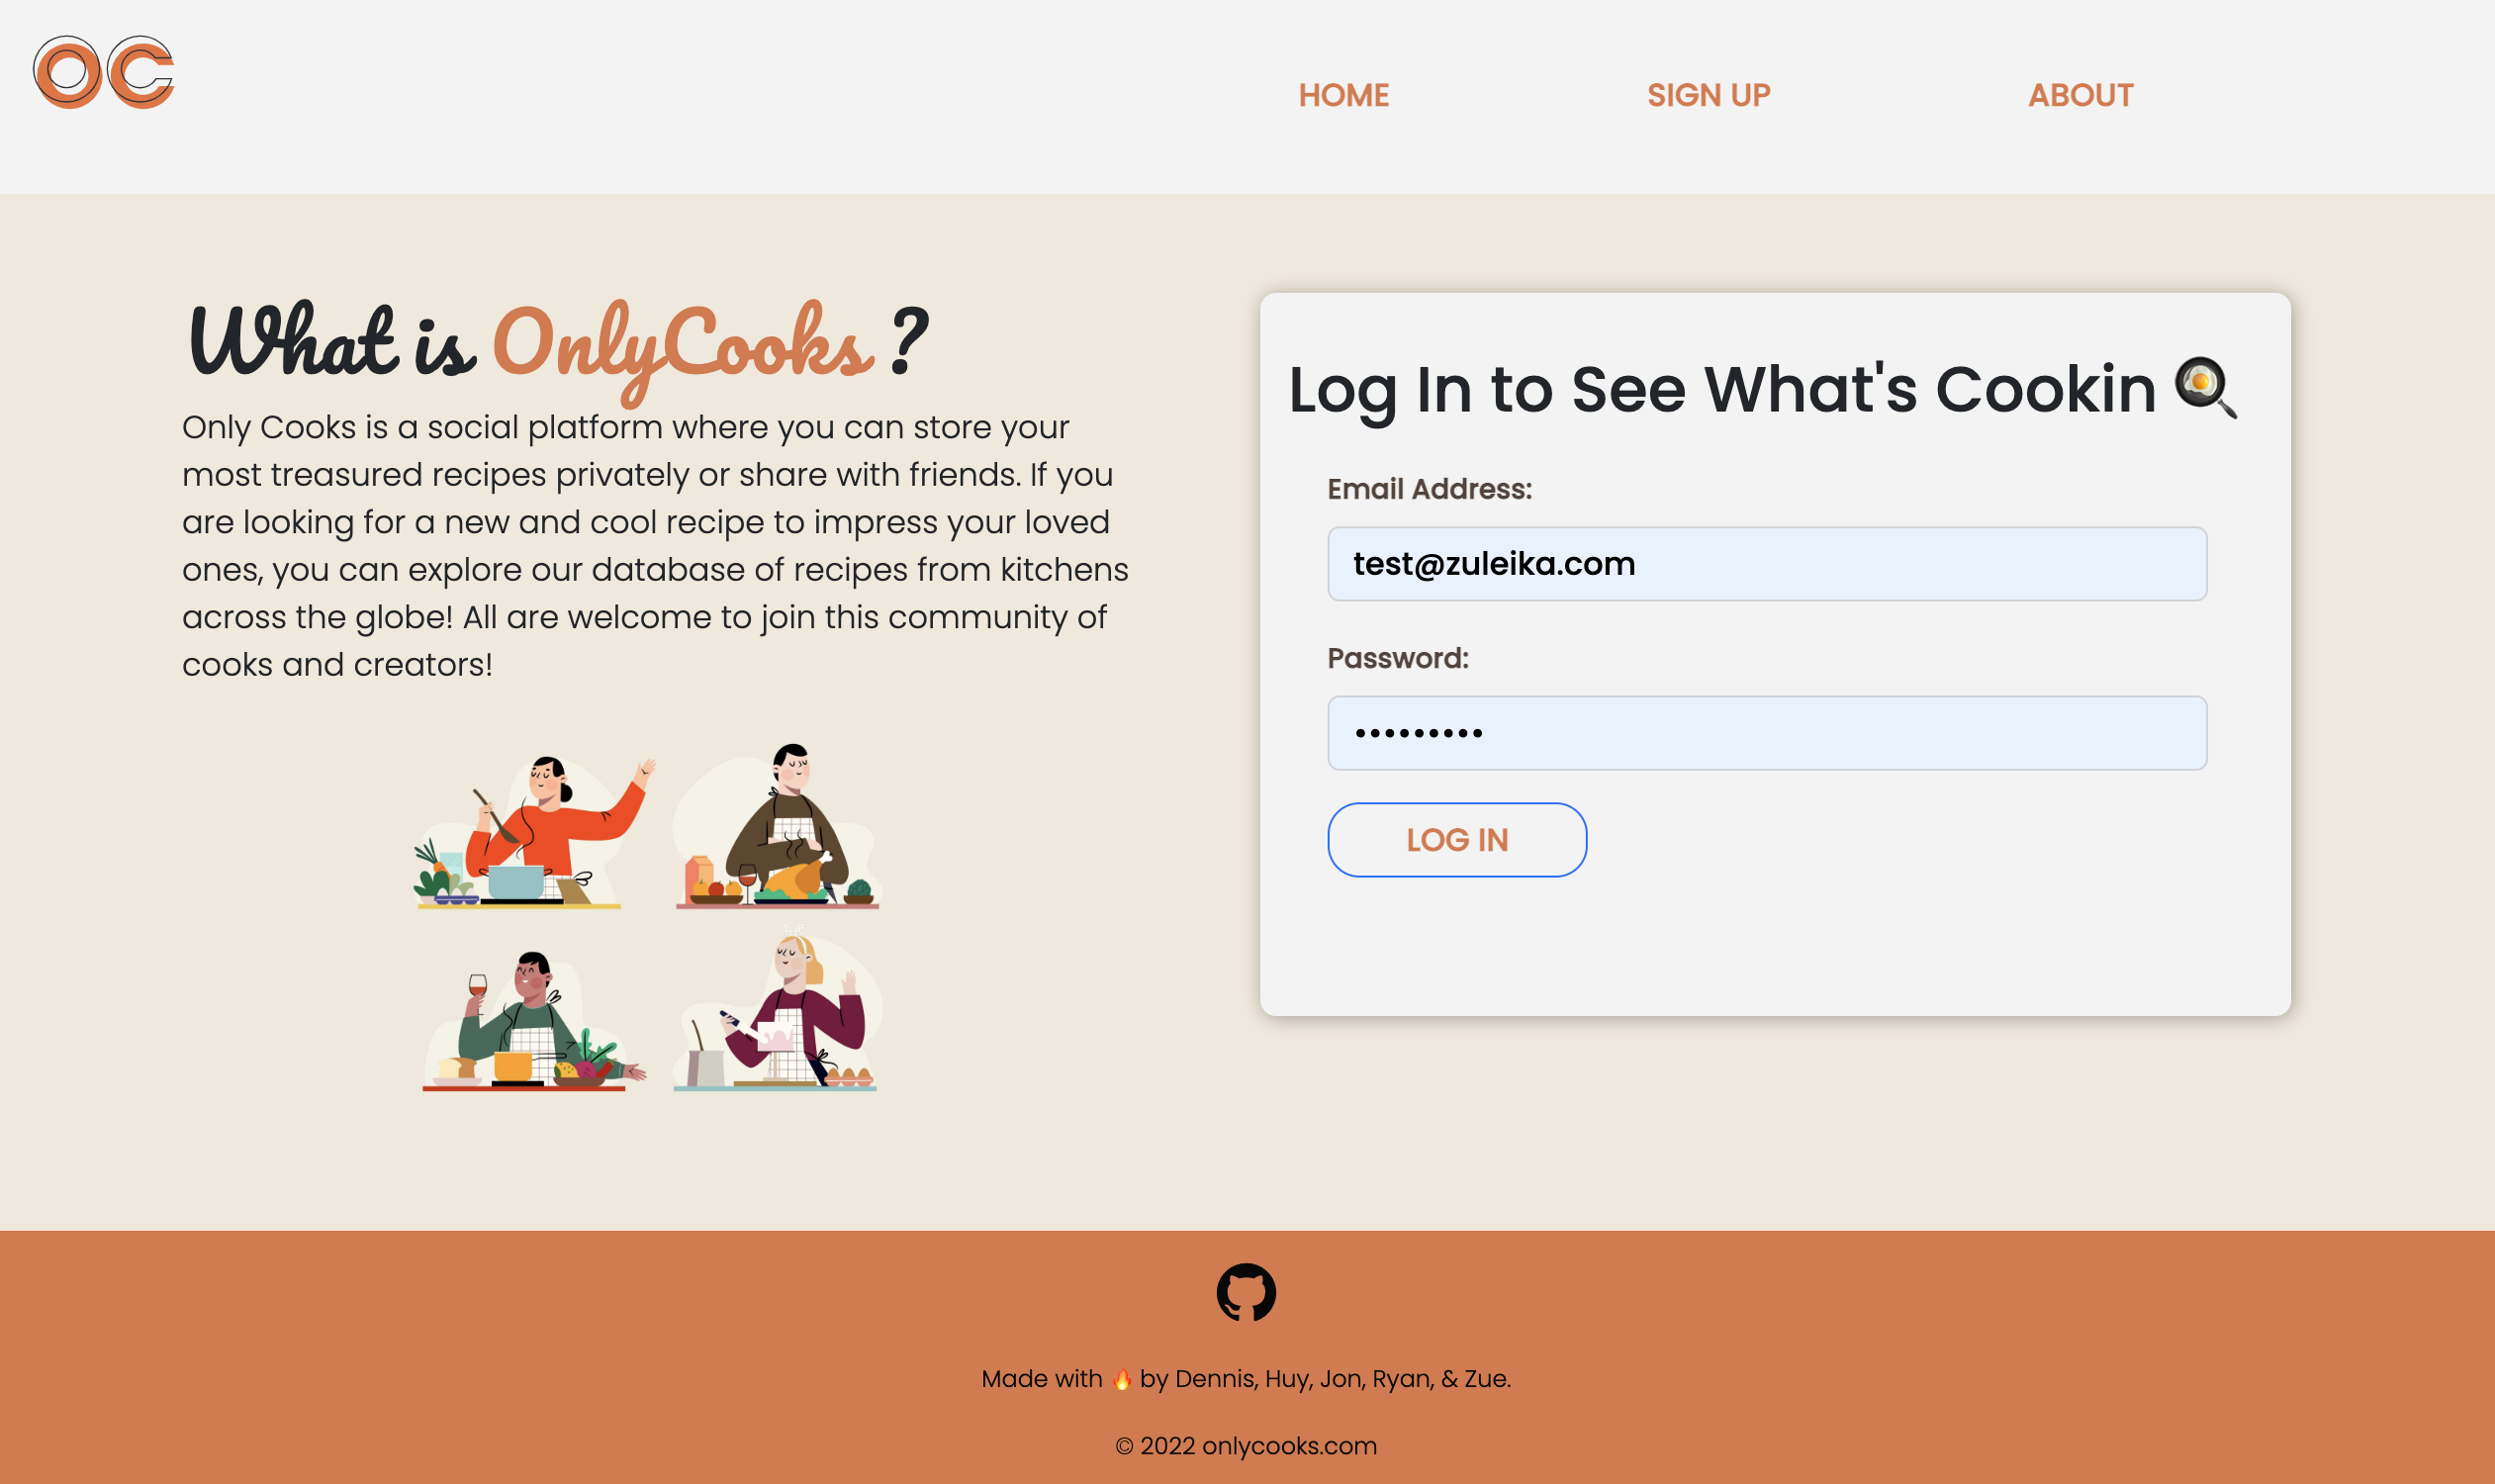 OC
HOME SIGN UP ABOUT
What is OnlyCooks ?
Only Cooks is a social platform where you can store your
most treasured recipes privately or share with friends. If you
are looking for a new and cool recipe to impress your loved
ones, you can explore our database of recipes from kitchens
across the globe! All are welcome to join this community of
cooks and creators!
Log In to See What's Cookin 🍳
Email Address:
test@zuleika.com
Password:
•••••••••
LOG IN
Made with 🔥 by Dennis, Huy, Jon, Ryan, & Zue.
© 2022 onlycooks.com